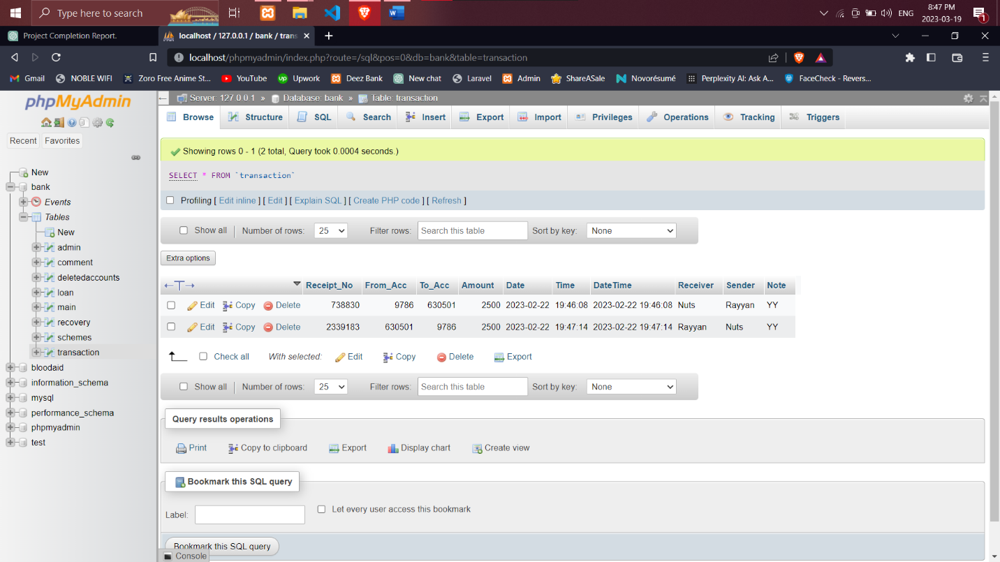 Type here to search
ENG
8:47 PM
2023-03-19
1
Project Completion Report.
localhost / 127.0.0.1 / bank / trans
localhost/phpmyadmin/index.php?route=/sql&pos=0&db=bank&table=transaction
Gmail NOBLE WIFI Zoro Free Anime St... YouTube Upwork Deez Bank New chat Laravel Admin ShareASale Novorésumé Perplexity AI: Ask A... FaceCheck - Revers...
phpMyAdmin
Recent Favorites
New
bank
Events
Tables
New
admin
comment
deletedaccounts
loan
main
recovery
schemes
transaction
bloodaid
information_schema
mysql
performance_schema
phpmyadmin
test
Server: 127.0.0.1 » Database: bank » Table: transaction
Browse Structure SQL Search Insert Export Import Privileges Operations Tracking Triggers
Showing rows 0 - 1 (2 total, Query took 0.0004 seconds.)
SELECT * FROM `transaction`
Profiling [ Edit inline ] [ Edit ] [ Explain SQL ] [ Create PHP code ] [ Refresh ]
Show all Number of rows: 25 Filter rows: Search this table Sort by key: None
Extra options
Receipt_No From_Acc To_Acc Amount Date Time DateTime Receiver Sender Note
Edit Copy Delete 738830 9786 630501 2500 2023-02-22 19:46:08 2023-02-22 19:46:08 Nuts Rayyan YY
Edit Copy Delete 2339183 630501 9786 2500 2023-02-22 19:47:14 2023-02-22 19:47:14 Rayyan Nuts YY
Check all With selected: Edit Copy Delete Export
Show all Number of rows: 25 Filter rows: Search this table Sort by key: None
Query results operations
Print Copy to clipboard Export Display chart Create view
Bookmark this SQL query
Label: Let every user access this bookmark
Bookmark this SQL query
Console